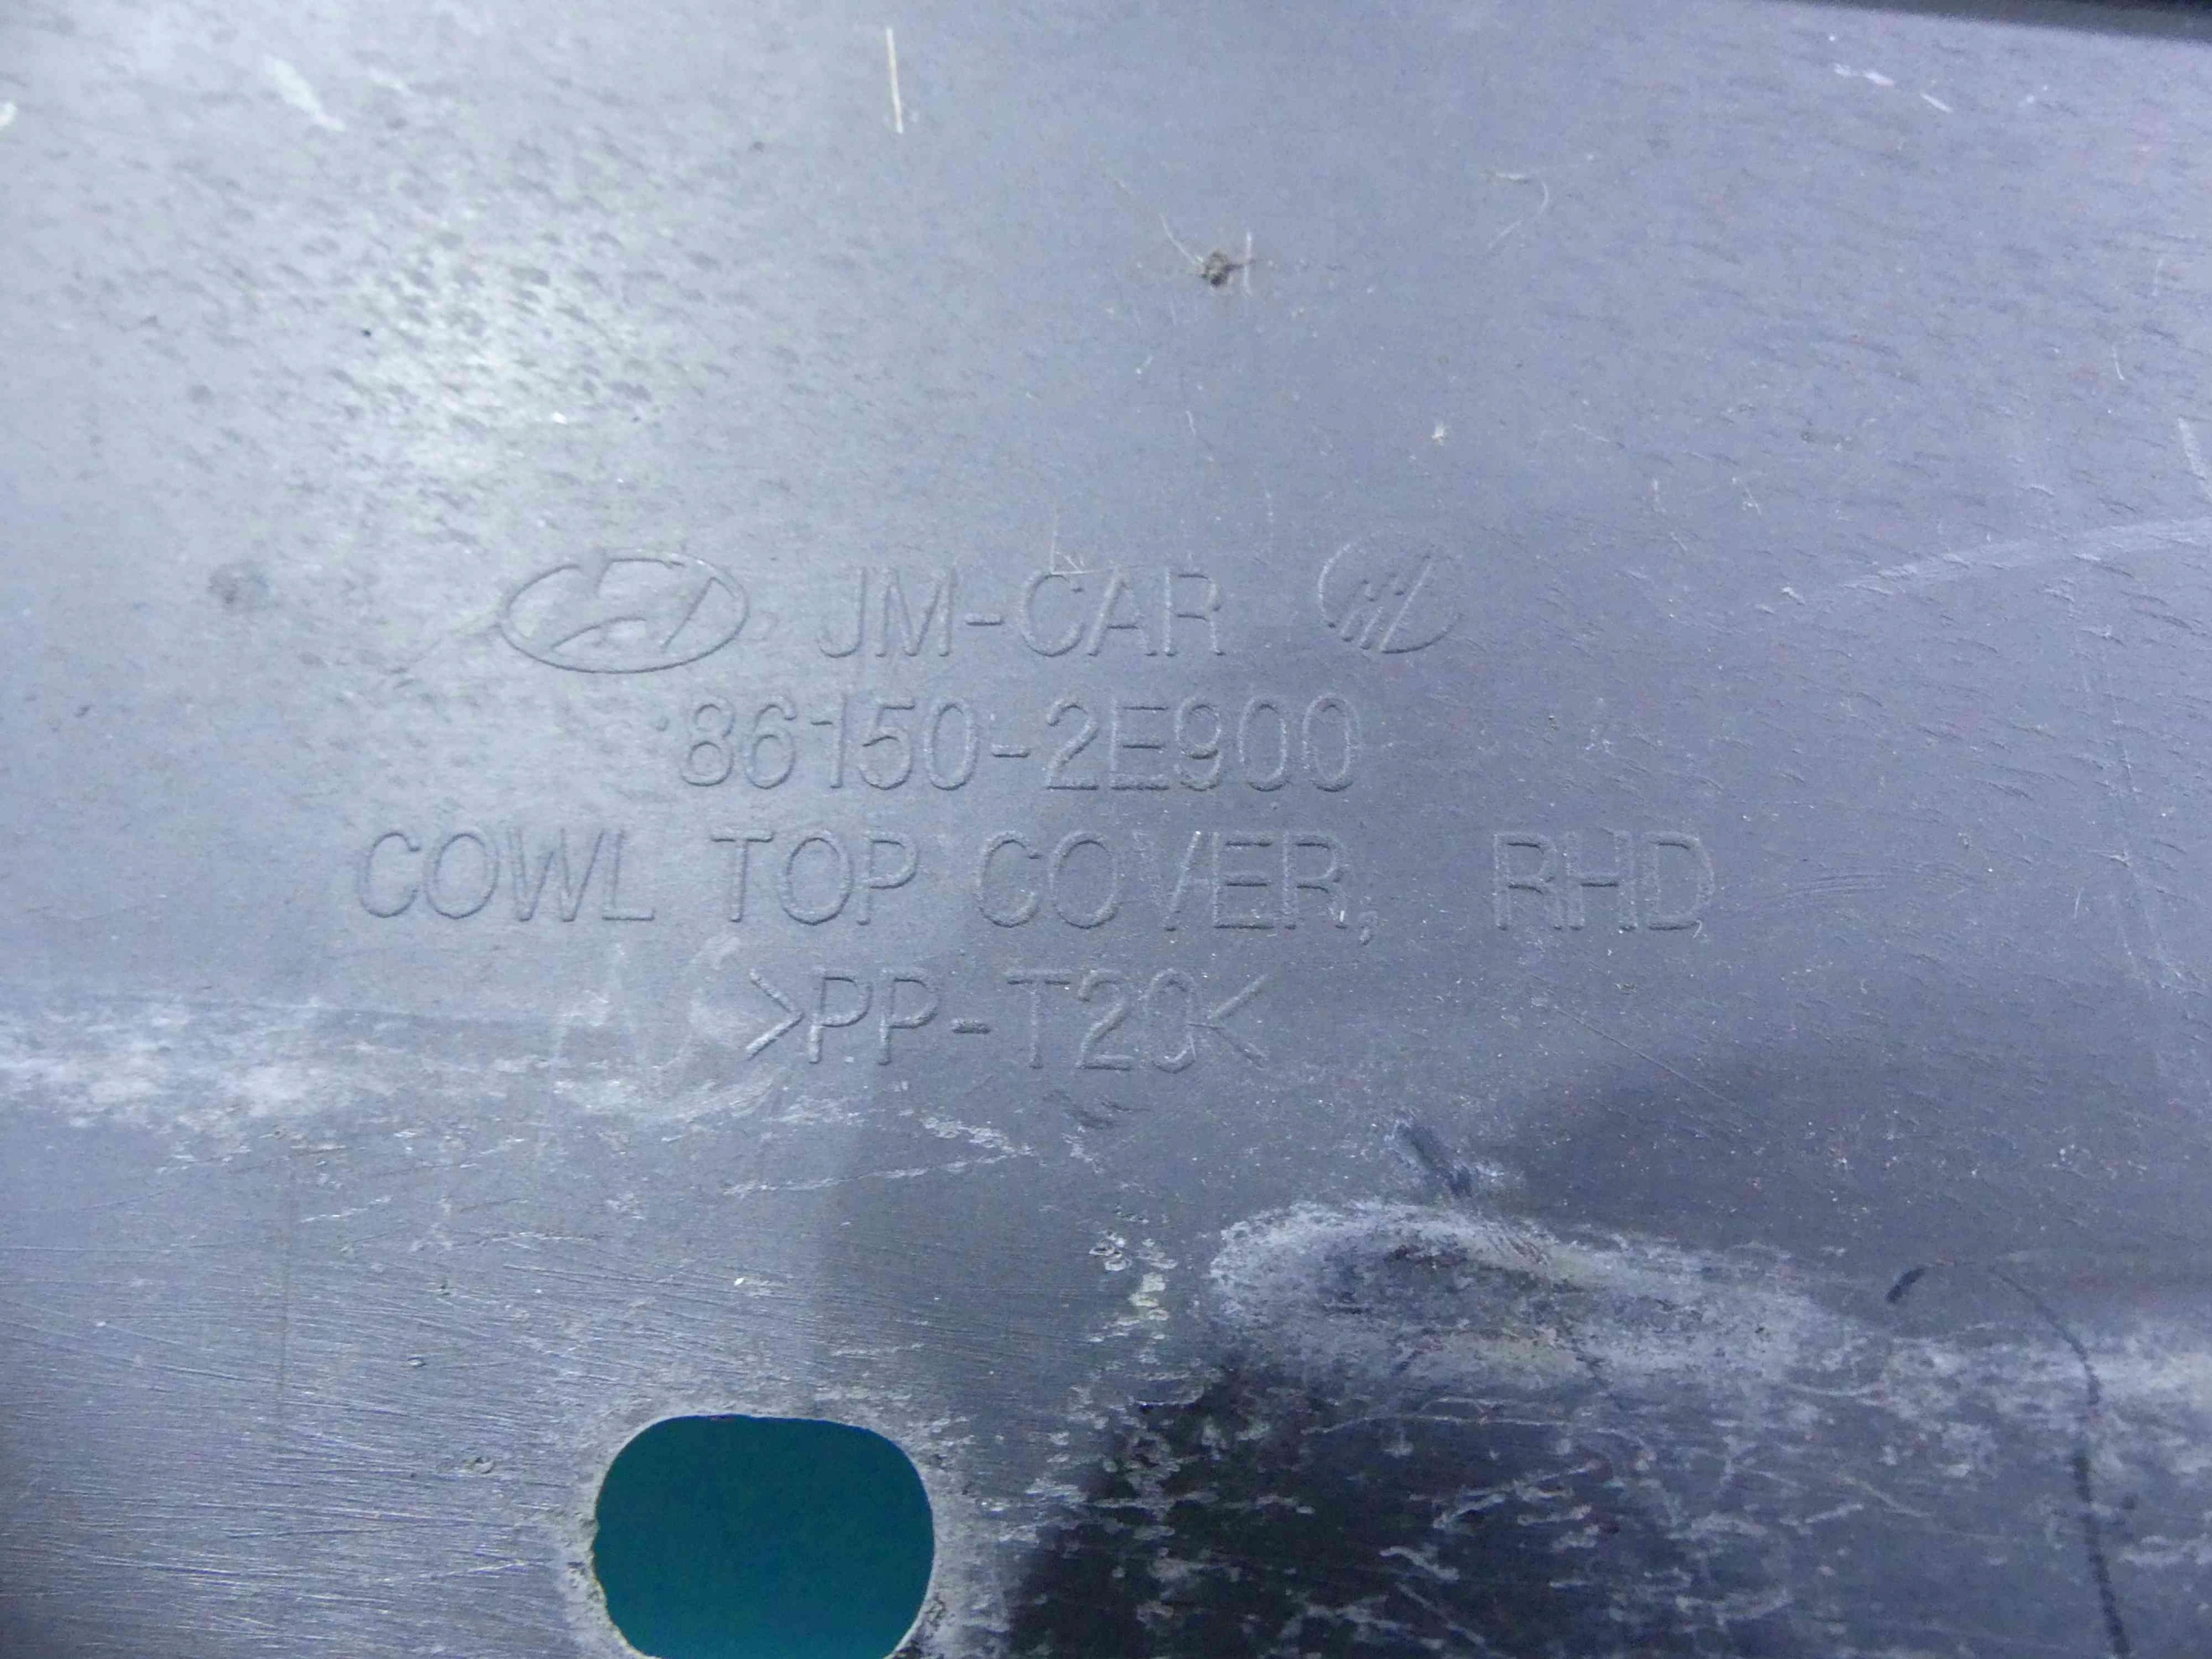 JM-CAR
86150-2E900
COWL TOP COVER, RHD
>PP-T20<